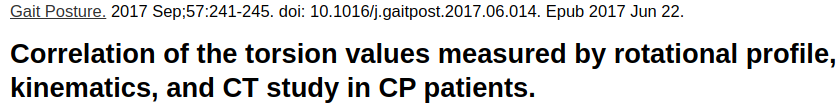 Gait Posture. 2017 Sep;57:241-245. doi: 10.1016/j.gaitpost.2017.06.014. Epub 2017 Jun 22.
Correlation of the torsion values measured by rotational profile,
kinematics, and CT study in CP patients.